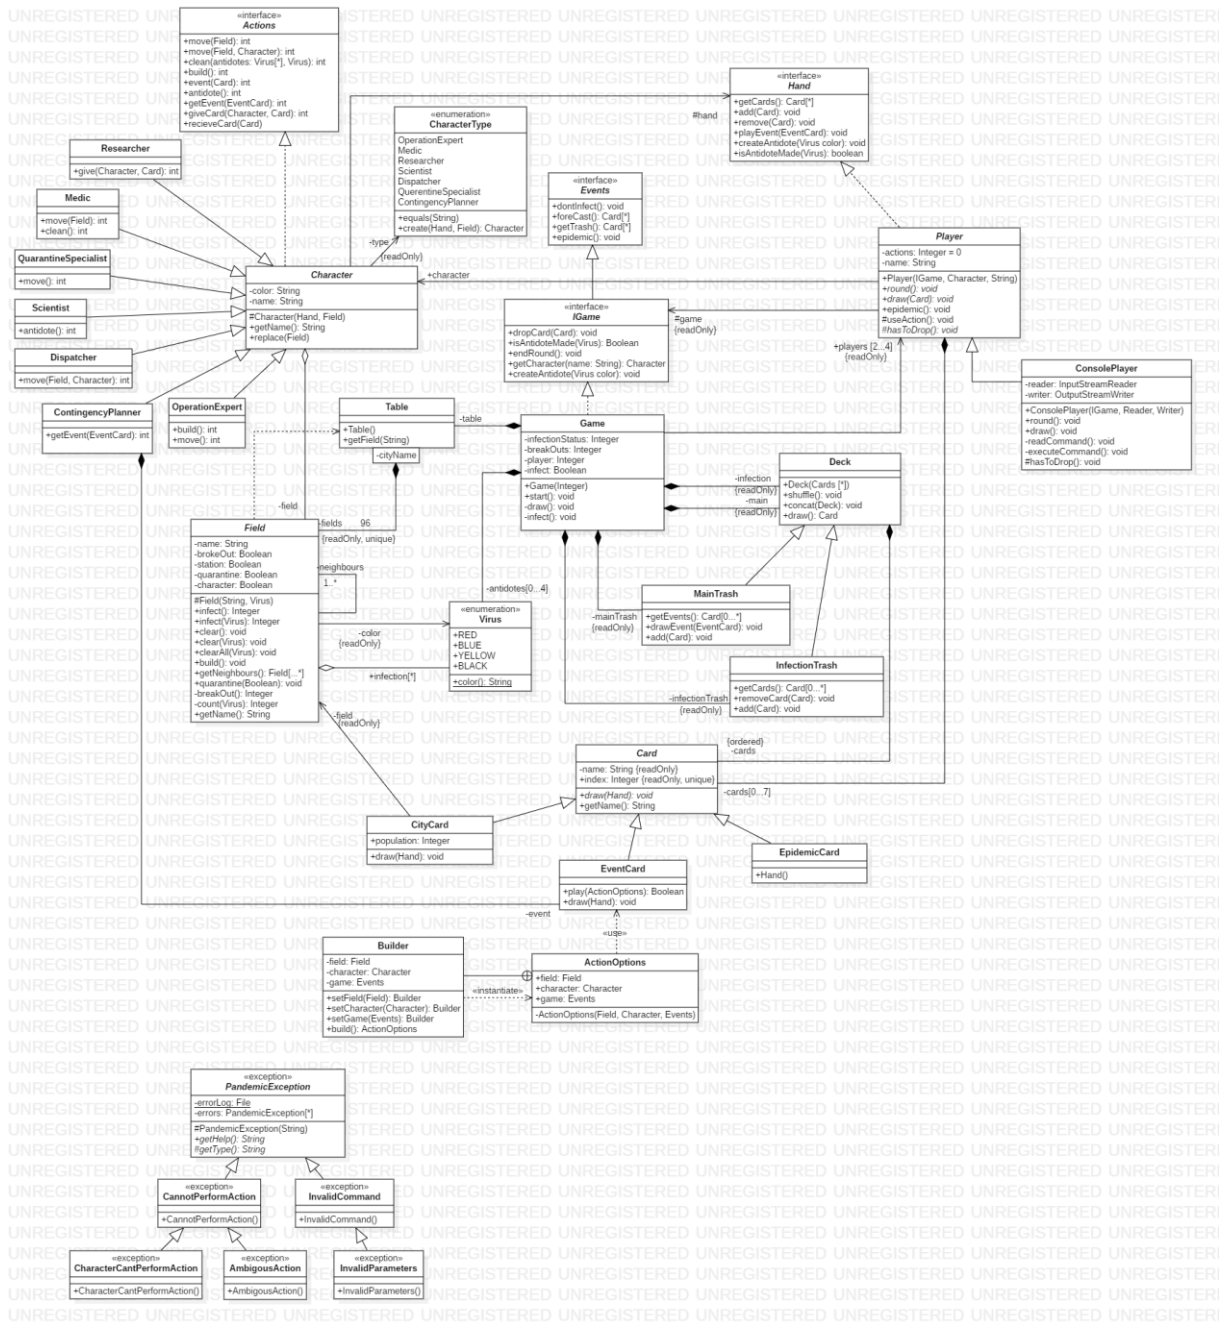 «interface»
Actions
+move(Field): int
+move(Field, Character): int
+clean(antidotes: Virus[*], Virus): int
+build(): int
+event(Card): int
+antidote(): int
+getEvent(EventCard): int
+giveCard(Character, Card): int
+recieveCard(Card)
«interface»
Hand
+getCards(): Card[*]
+add(Card): void
+remove(Card): void
+playEvent(EventCard): void
+createAntidote(Virus color): void
+isAntidoteMade(Virus): boolean
#hand
«enumeration»
CharacterType
OperationExpert
Medic
Researcher
Scientist
Dispatcher
QuerentineSpecialist
ContingencyPlanner
+equals(String)
+create(Hand, Field): Character
-type
{readOnly}
Researcher
+give(Character, Card): int
Medic
+move(Field): int
+clean(): int
QuarantineSpecialist
+move(): int
Scientist
+antidote(): int
Dispatcher
+move(Field, Character): int
ContingencyPlanner
+getEvent(EventCard): int
OperationExpert
+build(): int
+move(): int
Character
-color: String
-name: String
#Character(Hand, Field)
+getName(): String
+replace(Field)
+character
«interface»
Events
+dontInfect(): void
+foreCast(): Card[*]
+getTrash(): Card[*]
+epidemic(): void
«interface»
IGame
+dropCard(Card): void
+isAntidoteMade(Virus): Boolean
+endRound(): void
+getCharacter(name: String): Character
+createAntidote(Virus color): void
#game
{readOnly}
Player
-actions: Integer = 0
-name: String
+Player(IGame, Character, String)
+round(): void
+draw(Card): void
+epidemic(): void
#useAction(): void
#hasToDrop(): void
+players [2...4]
{readOnly}
ConsolePlayer
-reader: InputStreamReader
-writer: OutputStreamWriter
+ConsolePlayer(IGame, Reader, Writer)
+round(): void
+draw(): void
-readCommand(): void
-executeCommand(): void
#hasToDrop(): void
Table
+Table()
+getField(String)
-cityName
-table
Game
-infectionStatus: Integer
-breakOuts: Integer
-player: Integer
-infect: Boolean
+Game(Integer)
+start(): void
-draw(): void
-infect(): void
-infection
{readOnly}
-main
{readOnly}
Deck
+Deck(Cards [*])
+shuffle(): void
+concat(Deck): void
+draw(): Card
-field
-fields 96
{readOnly, unique}
-neighbours
1..*
Field
-name: String
-brokeOut: Boolean
-station: Boolean
-quarantine: Boolean
-character: Boolean
#Field(String, Virus)
+infect(): Integer
+infect(Virus): Integer
+clear(): void
+clear(Virus): void
+clearAll(Virus): void
+build(): void
+getNeighbours(): Field[...*]
+quarantine(Boolean): void
-breakOut(): Integer
-count(Virus): Integer
+getName(): String
-color
{readOnly}
+infection[*]
-antidotes[0...4]
«enumeration»
Virus
+RED
+BLUE
+YELLOW
+BLACK
+color(): String
-mainTrash
{readOnly}
MainTrash
+getEvents(): Card[0...*]
+drawEvent(EventCard): void
+add(Card): void
-infectionTrash
{readOnly}
InfectionTrash
+getCards(): Card[0...*]
+removeCard(Card): void
+add(Card): void
-field
{readOnly}
{ordered}
-cards
-cards[0...7]
Card
-name: String {readOnly}
+index: Integer {readOnly, unique}
+draw(Hand): void
+getName(): String
CityCard
+population: Integer
+draw(Hand): void
EventCard
+play(ActionOptions): Boolean
+draw(Hand): void
EpidemicCard
+Hand()
-event
«use»
Builder
-field: Field
-character: Character
-game: Events
+setField(Field): Builder
+setCharacter(Character): Builder
+setGame(Events): Builder
+build(): ActionOptions
«instantiate»
ActionOptions
+field: Field
+character: Character
+game: Events
-ActionOptions(Field, Character, Events)
«exception»
PandemicException
-errorLog: File
-errors: PandemicException[*]
#PandemicException(String)
+getHelp(): String
#getType(): String
«exception»
CannotPerformAction
+CannotPerformAction()
«exception»
InvalidCommand
+InvalidCommand()
«exception»
CharacterCantPerformAction
+CharacterCantPerformAction()
«exception»
AmbigousAction
+AmbigousAction()
«exception»
InvalidParameters
+InvalidParameters()
UNREGISTERED